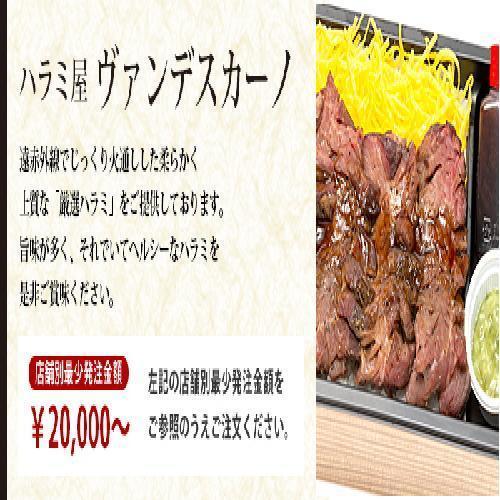 ハラミ屋 ヴァンデスカーノ
遠赤外線でじっくり火通しした柔らかく
上質な「厳選ハラミ」をご提供しております。
旨味が多く、それでいてヘルシーなハラミを
是非ご賞味ください。
店舗別最少発注金額
¥20,000〜
左記の店舗別最少発注金額を
ご参照のうえご注文ください。